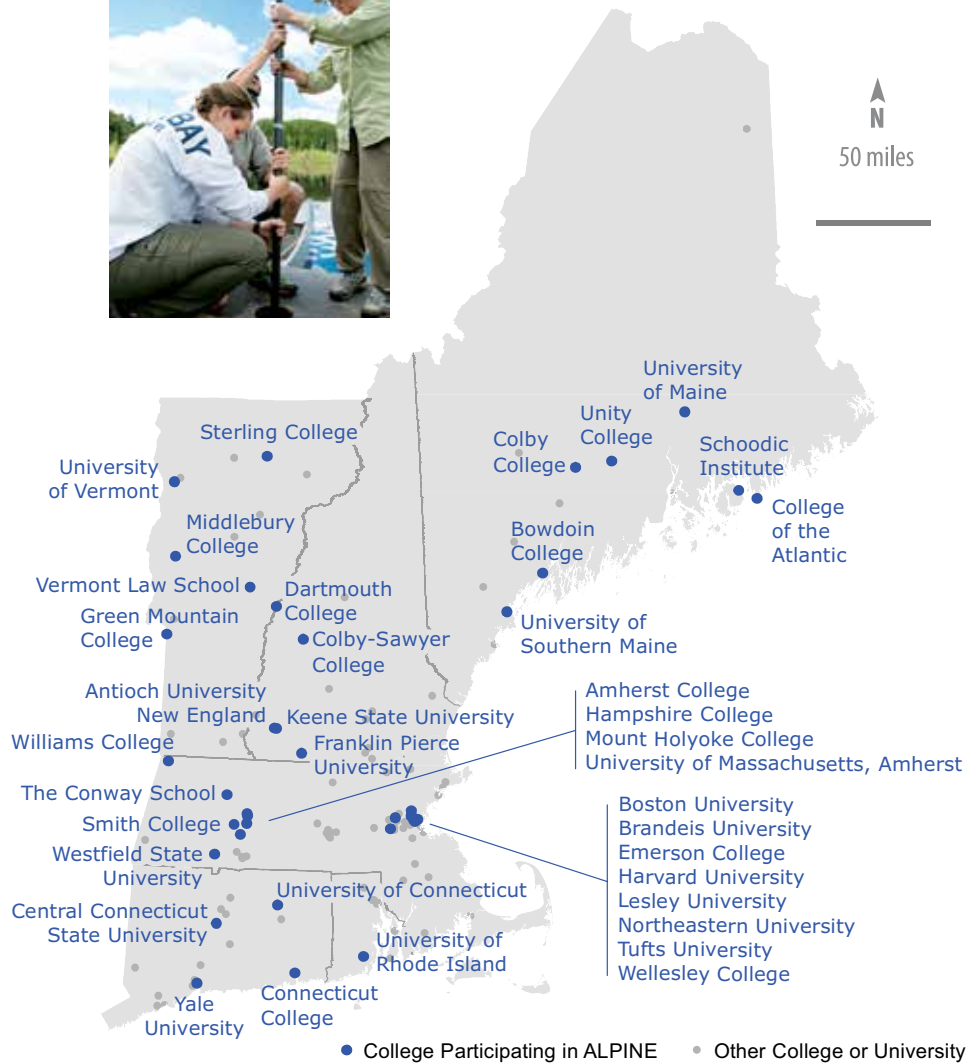 BAY
N
50 miles
University
of Maine
Unity
College
Colby
College
Schoodic
Institute
College
of the
Atlantic
Sterling College
University
of Vermont
Middlebury
College
Bowdoin
College
Vermont Law School
Dartmouth
College
Green Mountain
College
University of
Southern Maine
Colby-Sawyer
College
Antioch University
New England
Keene State University
Williams College
Franklin Pierce
University
Amherst College
Hampshire College
Mount Holyoke College
University of Massachusetts, Amherst
The Conway School
Smith College
Westfield State
University
Boston University
Brandeis University
Emerson College
Harvard University
Lesley University
Northeastern University
Tufts University
Wellesley College
University of Connecticut
Central Connecticut
State University
University of
Rhode Island
Connecticut
College
Yale
University
College Participating in ALPINE
Other College or University